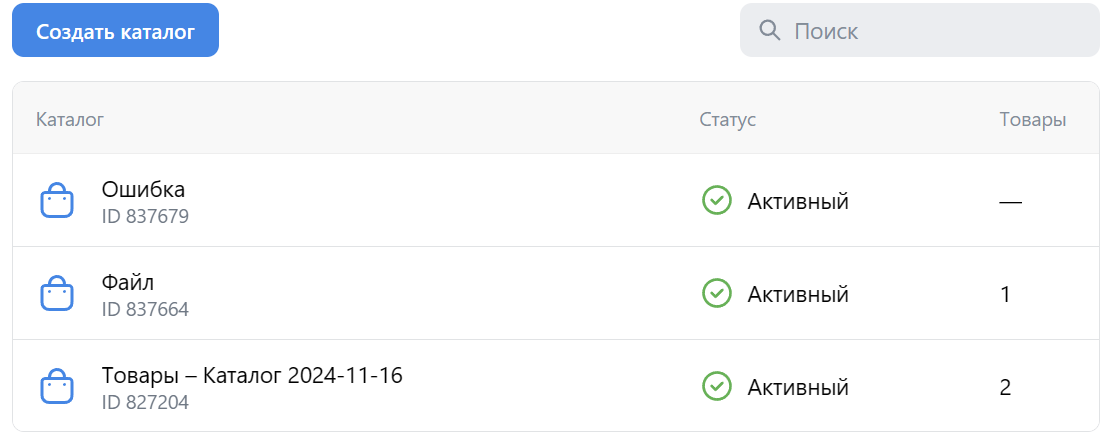 Создать каталог
Поиск
Каталог Статус Товары
Ошибка
ID 837679
Активный —
Файл
ID 837664
Активный 1
Товары – Каталог 2024-11-16
ID 827204
Активный 2